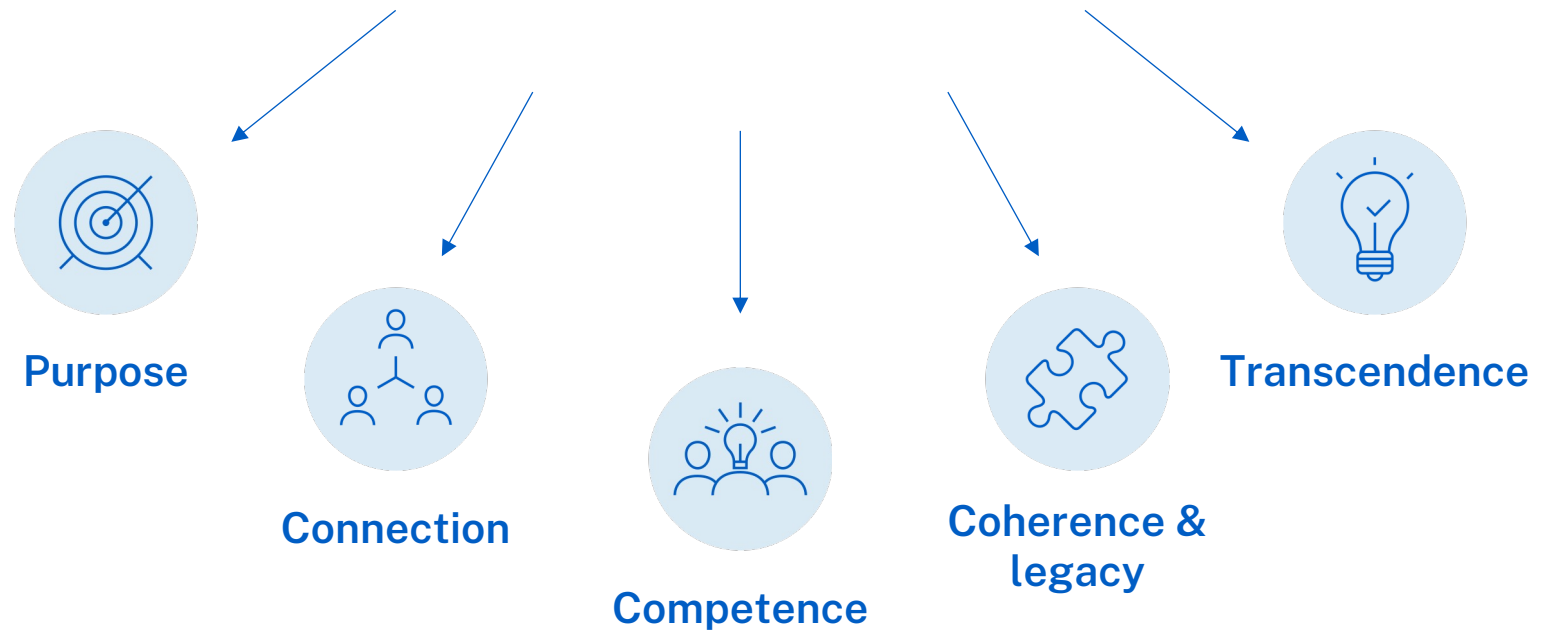 Purpose
Connection
Competence
Coherence &
legacy
Transcendence